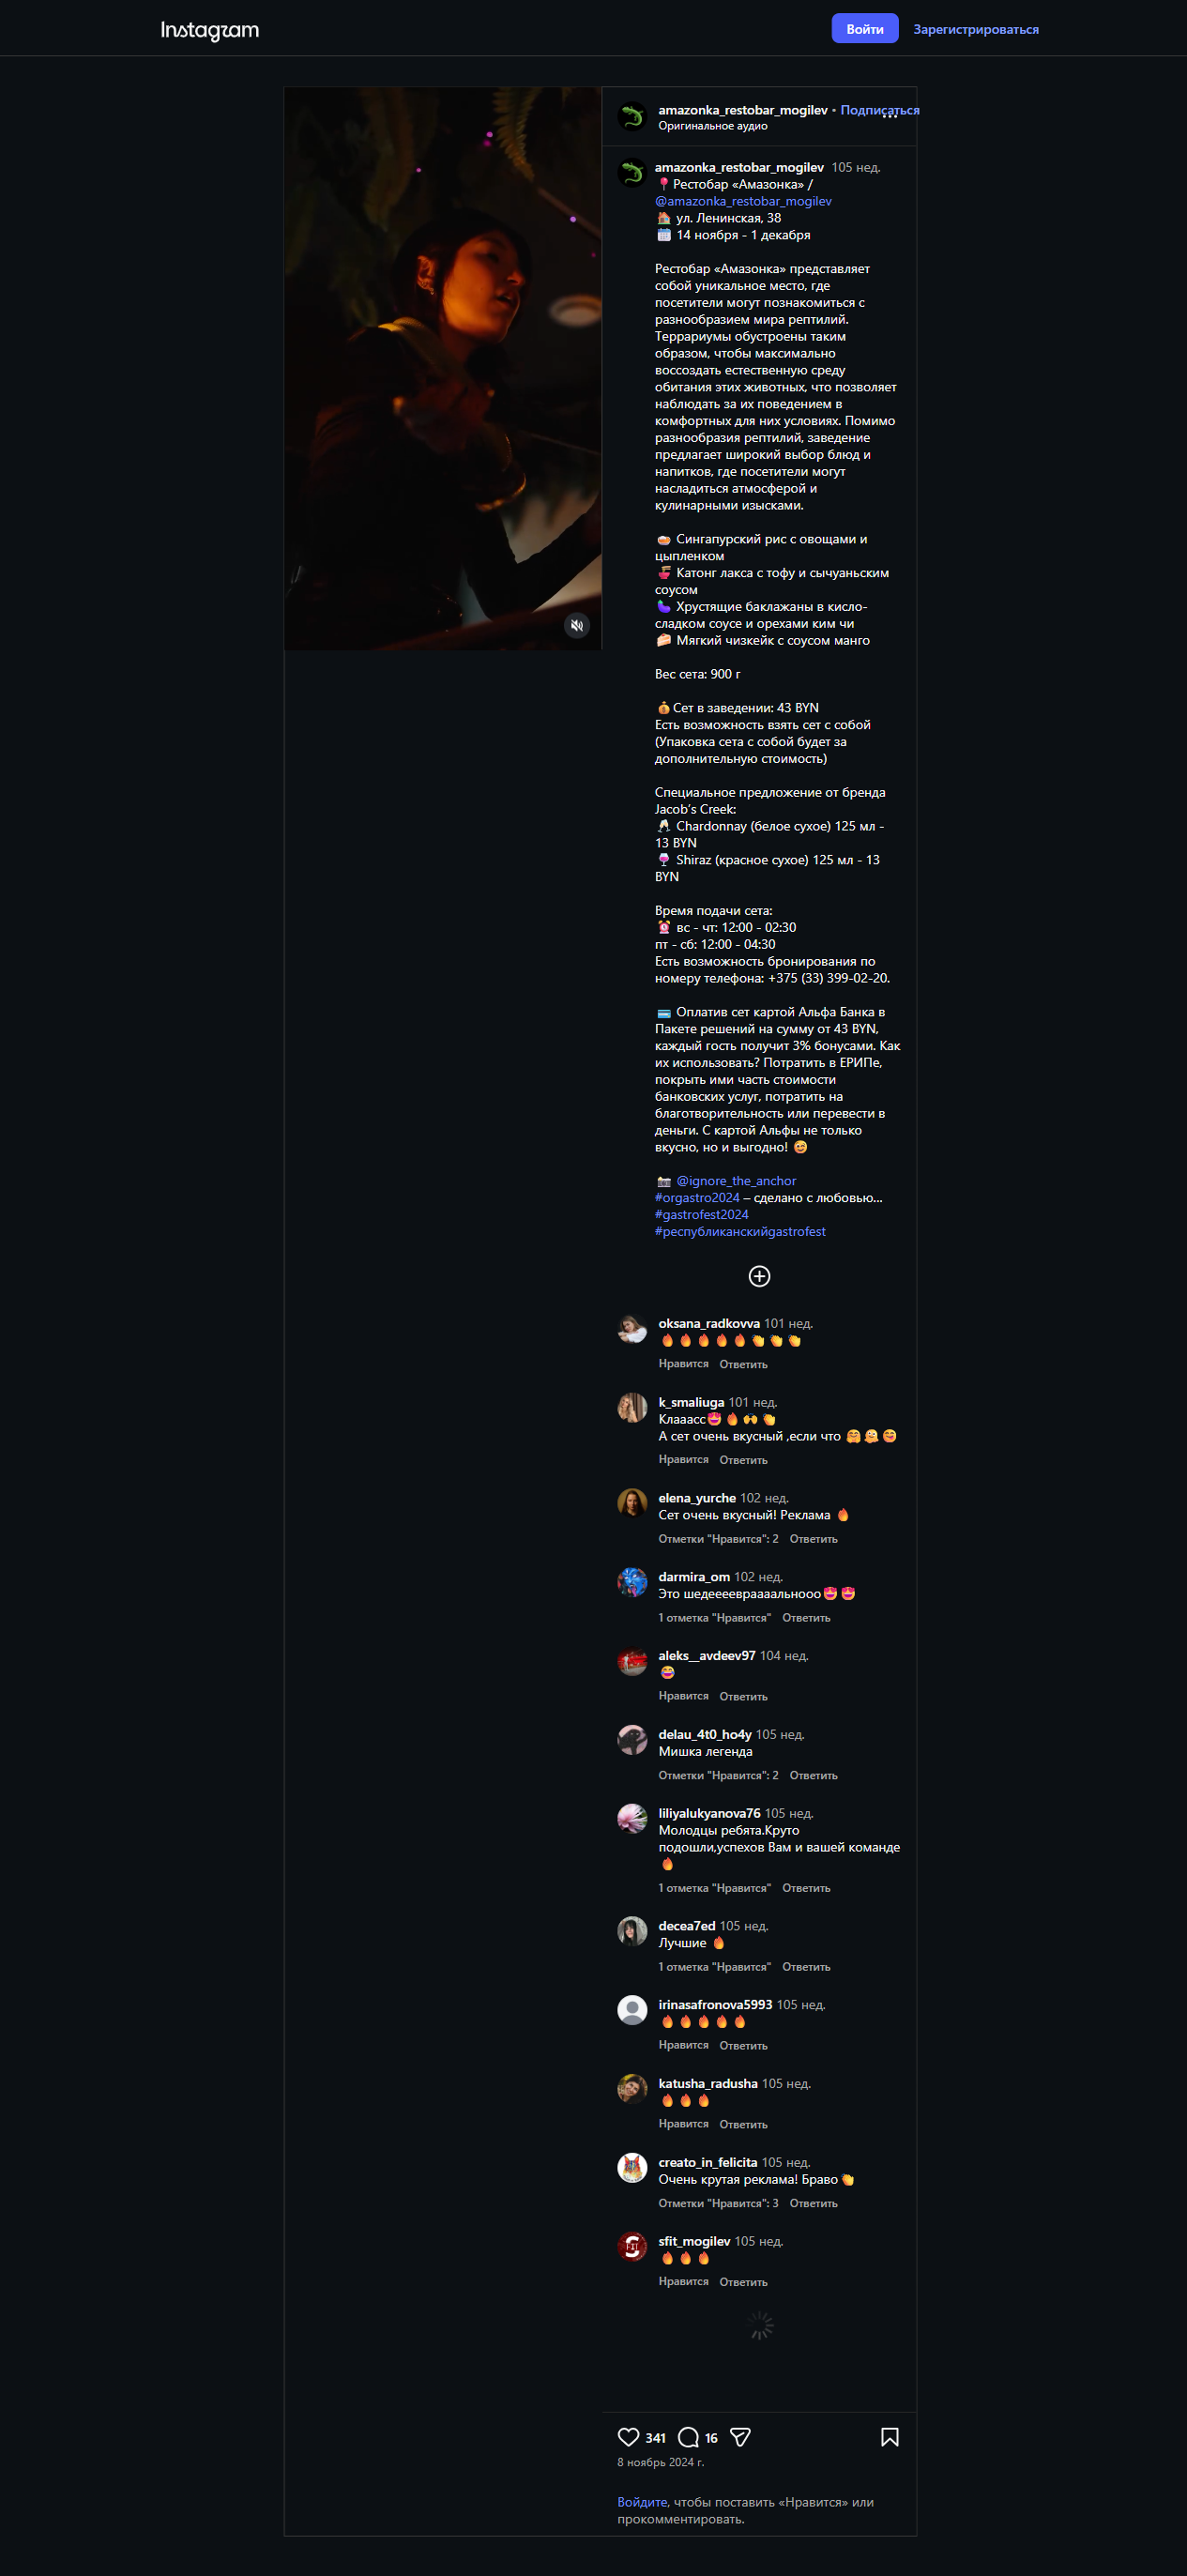 Instagram
Войти
Зарегистрироваться
amazonka_restobar_mogilev • Подписаться
Оригинальное аудио
amazonka_restobar_mogilev 105 нед.
📍Рестобар «Амазонка» /
@amazonka_restobar_mogilev
🏠 ул. Ленинская, 38
🗓 14 ноября - 1 декабря
Рестобар «Амазонка» представляет
собой уникальное место, где
посетители могут познакомиться с
разнообразием мира рептилий.
Террариумы обустроены таким
образом, чтобы максимально
воссоздать естественную среду
обитания этих животных, что позволяет
наблюдать за их поведением в
комфортных для них условиях. Помимо
разнообразия рептилий, заведение
предлагает широкий выбор блюд и
напитков, где посетители могут
насладиться атмосферой и
кулинарными изысками.
🍛 Сингапурский рис с овощами и
цыпленком
🍜 Катонг лакса с тофу и сычуаньским
соусом
🍆 Хрустящие баклажаны в кисло-
сладком соусе и орехами ким чи
🍰 Мягкий чизкейк с соусом манго
Вес сета: 900 г
💰Сет в заведении: 43 BYN
Есть возможность взять сет с собой
(Упаковка сета с собой будет за
дополнительную стоимость)
Специальное предложение от бренда
Jacob’s Creek:
🥂 Chardonnay (белое сухое) 125 мл -
13 BYN
🍷 Shiraz (красное сухое) 125 мл - 13
BYN
Время подачи сета:
⏰ вс - чт: 12:00 - 02:30
пт - сб: 12:00 - 04:30
Есть возможность бронирования по
номеру телефона: +375 (33) 399-02-20.
💳 Оплатив сет картой Альфа Банка в
Пакете решений на сумму от 43 BYN,
каждый гость получит 3% бонусами. Как
их использовать? Потратить в ЕРИПе,
покрыть ими часть стоимости
банковских услуг, потратить на
благотворительность или перевести в
деньги. С картой Альфы не только
вкусно, но и выгодно! 😉
📷 @ignore_the_anchor
#orgastro2024 – сделано с любовью...
#gastrofest2024
#республиканскийgastrofest
oksana_radkovva 101 нед.
🔥🔥🔥🔥🔥👏👏👏
Нравится Ответить
k_smaliuga 101 нед.
Клааасс😍🔥🙌👏
А сет очень вкусный ,если что 🤗🤗😋
Нравится Ответить
elena_yurche 102 нед.
Сет очень вкусный! Реклама 🔥
Отметки "Нравится": 2 Ответить
darmira_om 102 нед.
Это шедеееевраааальнооо😍😍
1 отметка "Нравится" Ответить
aleks__avdeev97 104 нед.
😂
Нравится Ответить
delau_4t0_ho4y 105 нед.
Мишка легенда
Отметки "Нравится": 2 Ответить
liliyalukyanova76 105 нед.
Молодцы ребята.Круто
подошли,успехов Вам и вашей команде
🔥
1 отметка "Нравится" Ответить
decea7ed 105 нед.
Лучшие 🔥
1 отметка "Нравится" Ответить
irinasafronova5993 105 нед.
🔥🔥🔥🔥🔥
Нравится Ответить
katusha_radusha 105 нед.
🔥🔥🔥
Нравится Ответить
creato_in_felicita 105 нед.
Очень крутая реклама! Браво👏
Отметки "Нравится": 3 Ответить
sfit_mogilev 105 нед.
🔥🔥🔥
Нравится Ответить
341 16
8 ноябрь 2024 г.
Войдите, чтобы поставить «Нравится» или
прокомментировать.